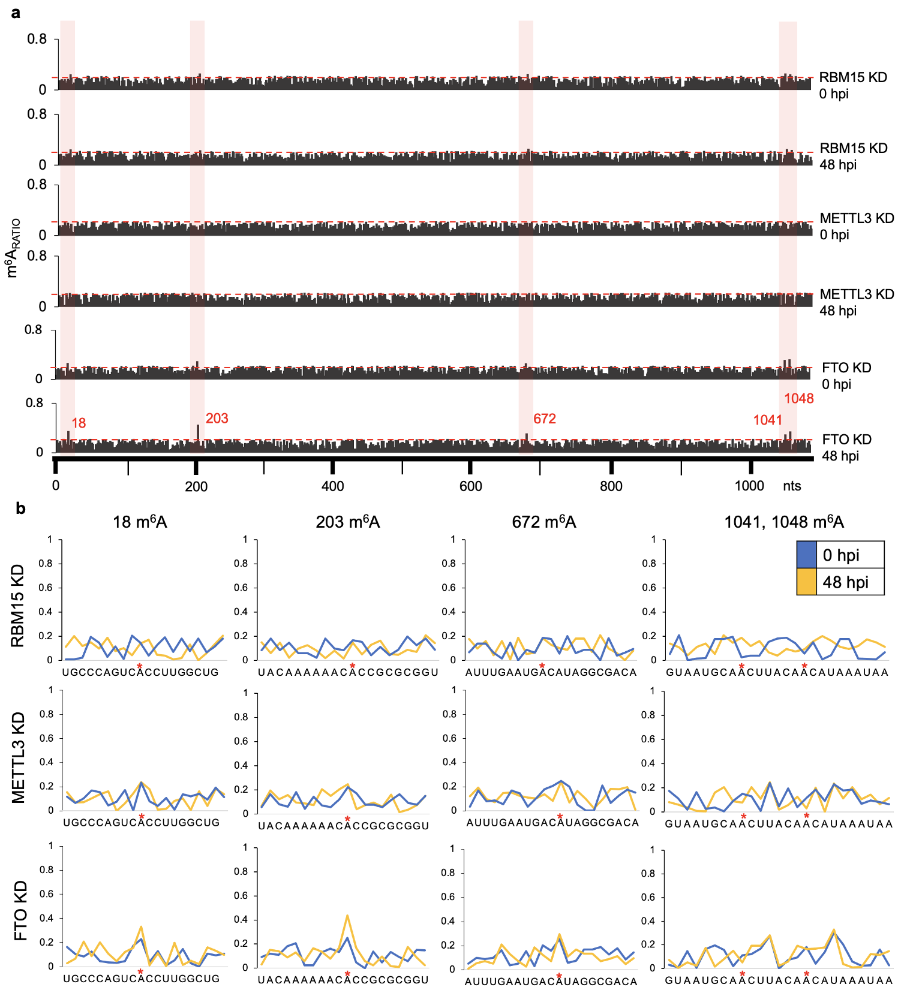 a
0.8
0
RBM15 KD
0 hpi
0.8
0
RBM15 KD
48 hpi
0.8
0
METTL3 KD
0 hpi
m6ARATIO
0.8
0
METTL3 KD
48 hpi
0.8
0
FTO KD
0 hpi
0.8
0
18
203
672
1041
1048
FTO KD
48 hpi
0 200 400 600 800 1000 nts
b
18 m6A
203 m6A
672 m6A
1041, 1048 m6A
0 hpi
48 hpi
RBM15 KD
1
0.8
0.6
0.4
0.2
0
*
UGCCCAGUCACCUUGGCUG
1
0.8
0.6
0.4
0.2
0
*
UACAAAAAACACCGCGCGGU
1
0.8
0.6
0.4
0.2
0
*
AUUUGAAUGACAUAGGCGACA
1
0.8
0.6
0.4
0.2
0
* *
GUAAUGCAACUUACAACAUAAAUAA
METTL3 KD
1
0.8
0.6
0.4
0.2
0
*
UGCCCAGUCACCUUGGCUG
1
0.8
0.6
0.4
0.2
0
*
UACAAAAAACACCGCGCGGU
1
0.8
0.6
0.4
0.2
0
*
AUUUGAAUGACAUAGGCGACA
1
0.8
0.6
0.4
0.2
0
* *
GUAAUGCAACUUACAACAUAAAUAA
FTO KD
1
0.8
0.6
0.4
0.2
0
*
UGCCCAGUCACCUUGGCUG
1
0.8
0.6
0.4
0.2
0
*
UACAAAAAACACCGCGCGGU
1
0.8
0.6
0.4
0.2
0
*
AUUUGAAUGACAUAGGCGACA
1
0.8
0.6
0.4
0.2
0
* *
GUAAUGCAACUUACAACAUAAAUAA